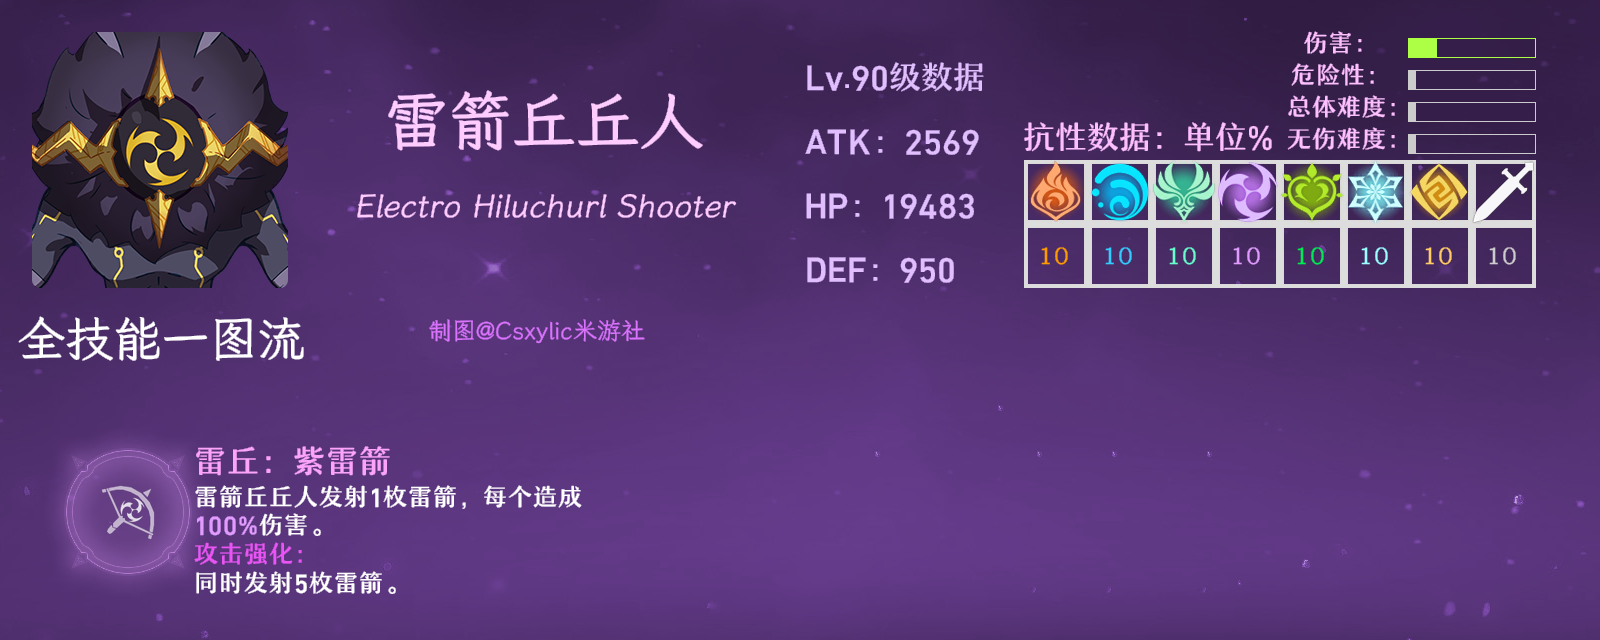 雷箭丘丘人
Electro Hiluchurl Shooter
全技能一图流
制图@Csxylic米游社
Lv.90级数据
ATK：2569
HP：19483
DEF：950
伤害：
危险性：
总体难度：
无伤难度：
抗性数据：单位%
10 10 10 10 10 10 10 10
雷丘：紫雷箭
雷箭丘丘人发射1枚雷箭，每个造成
100%伤害。
攻击强化：
同时发射5枚雷箭。